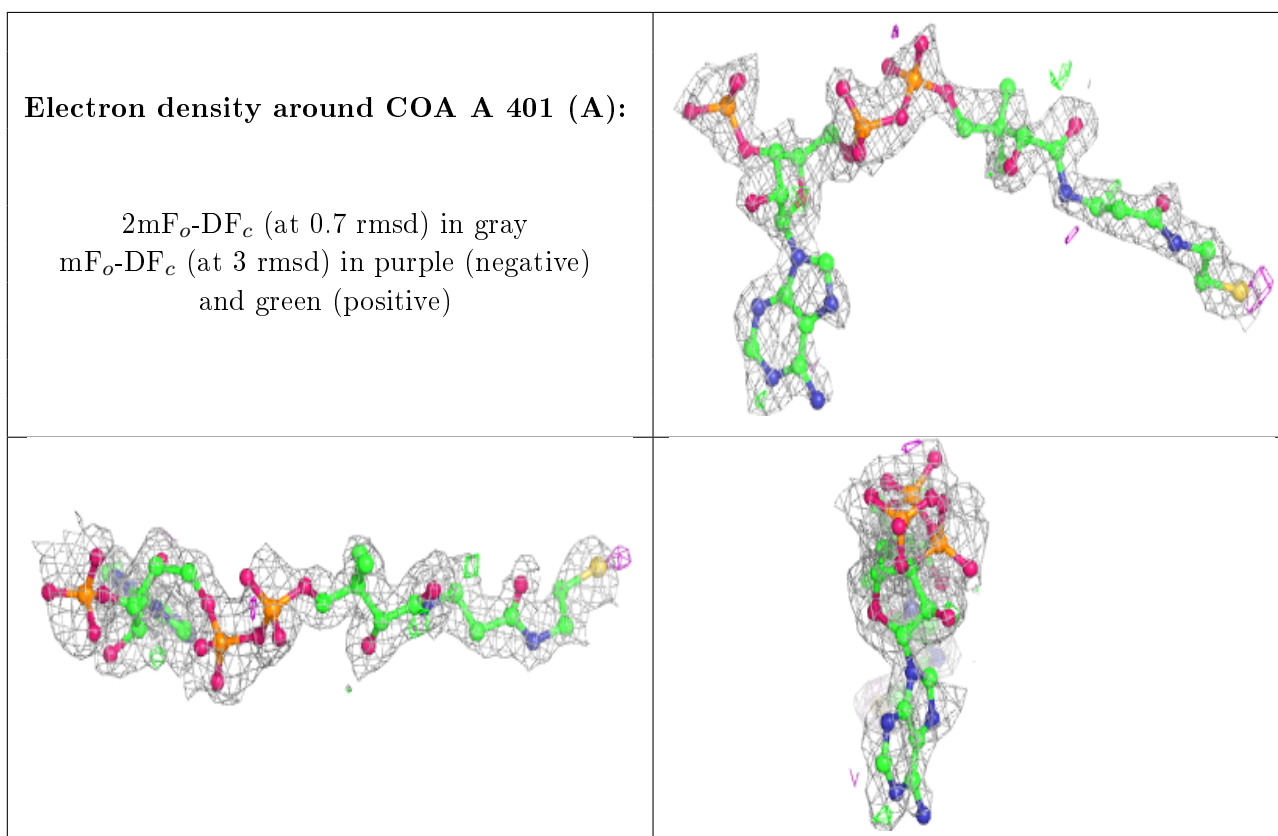 Electron density around COA A 401 (A):
2mFₒ-DF𝒸 (at 0.7 rmsd) in gray
mFₒ-DF𝒸 (at 3 rmsd) in purple (negative)
and green (positive)